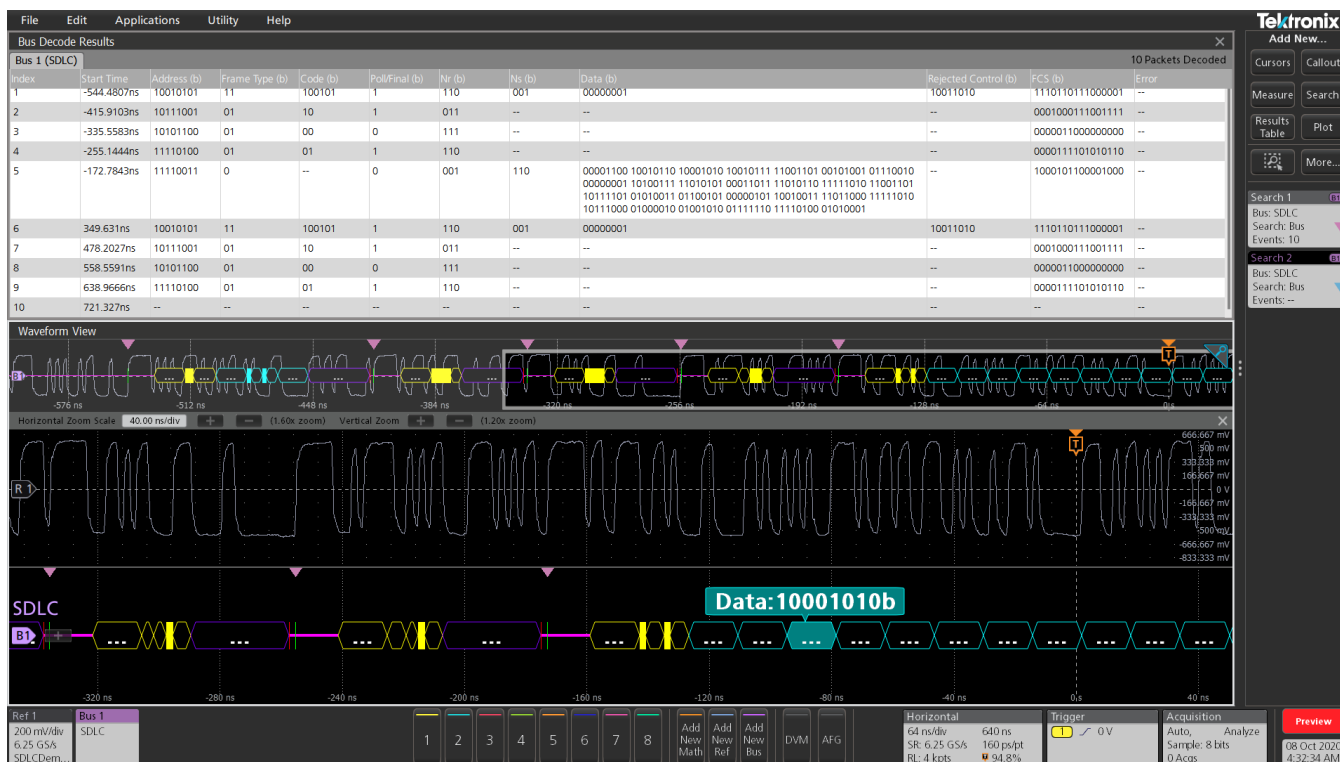 File Edit Applications Utility Help
Tektronix
Bus Decode Results
Add New...
Bus 1 (SDLC) 10 Packets Decoded
Index Start Time Address (b) Frame Type (b) Code (b) Poll/Final (b) Nr (b) Ns (b) Data (b) Rejected Control (b) FCS (b) Error
1 -544.4807ns 10010101 11 100101 1 110 001 00000001 10011010 1110110111000001 --
2 -415.9103ns 10111001 01 10 1 011 -- -- -- 0001000111001111 --
3 -335.5583ns 10101100 01 00 0 111 -- -- -- 0000011000000000 --
4 -255.1444ns 11110100 01 01 1 110 -- -- -- 0000111101010110 --
5 -172.7843ns 11110011 0 -- 0 001 110 00001100 10010110 10001010 10010111 11001101 00101001 01110010 -- 1000101100001000 --
00000001 10100111 11010101 00011011 11010110 11111010 11001101
10111101 01010011 01100101 00000101 10010011 11011000 11111010
10111000 01000010 01001010 01111110 11110100 01010001
6 349.631ns 10010101 11 100101 1 110 001 00000001 10011010 1110110111000001 --
7 478.2027ns 10111001 01 10 1 011 -- -- -- 0001000111001111 --
8 558.5591ns 10101100 01 00 0 111 -- -- -- 0000011000000000 --
9 638.9666ns 11110100 01 01 1 110 -- -- -- 0000111101010110 --
10 721.327ns -- -- -- -- -- -- -- -- -- --
Cursors Callout
Measure Search
Results Table Plot
More...
Search 1 B1
Bus: SDLC
Search: Bus
Events: 10
Search 2 B1
Bus: SDLC
Search: Bus
Events: --
Waveform View
T
B1
-576 ns -512 ns -448 ns -384 ns -320 ns -256 ns -192 ns -128 ns -64 ns 0 s
Horizontal Zoom Scale 40.00 ns/div + − (1.60x zoom) Vertical Zoom + − (1.20x zoom)
T
666.667 mV
500 mV
333.333 mV
166.667 mV
R 1 0 V
-166.667 mV
-333.333 mV
-500 mV
-666.667 mV
-833.333 mV
SDLC
Data:10001010b
B1 +
-320 ns -280 ns -240 ns -200 ns -160 ns -120 ns -80 ns -40 ns 0 s 40 ns
Ref 1
200 mV/div
6.25 GS/s
SDLCDem...
Bus 1
SDLC
1 2 3 4 5 6 7 8
Add New Math
Add New Ref
Add New Bus
DVM AFG
Horizontal
64 ns/div 640 ns
SR: 6.25 GS/s 160 ps/pt
RL: 4 kpts 94.8%
Trigger
1 0 V
Acquisition
Auto, Analyze
Sample: 8 bits
0 Acqs
Preview
08 Oct 2020
4:32:34 AM